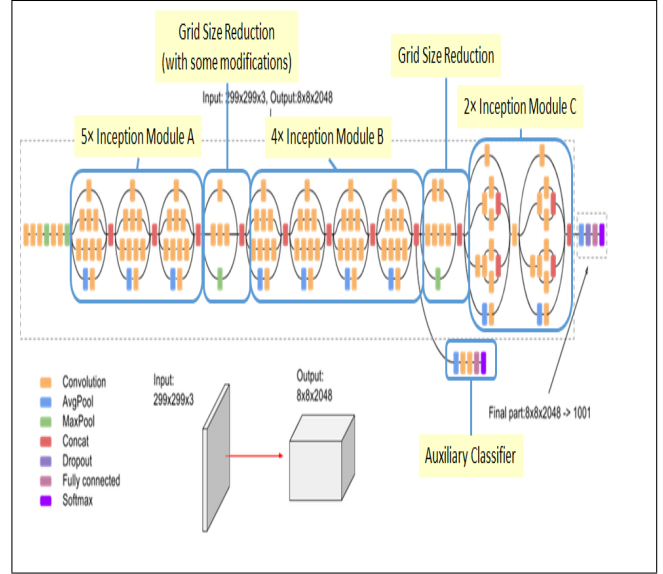 Grid Size Reduction
(with some modifications)
Grid Size Reduction
Input: 299x299x3, Output:8x8x2048
2× Inception Module C
5× Inception Module A
4× Inception Module B
Convolution
AvgPool
MaxPool
Concat
Dropout
Fully connected
Softmax
Input:
299x299x3
Output:
8x8x2048
Final part:8x8x2048 -> 1001
Auxiliary Classifier